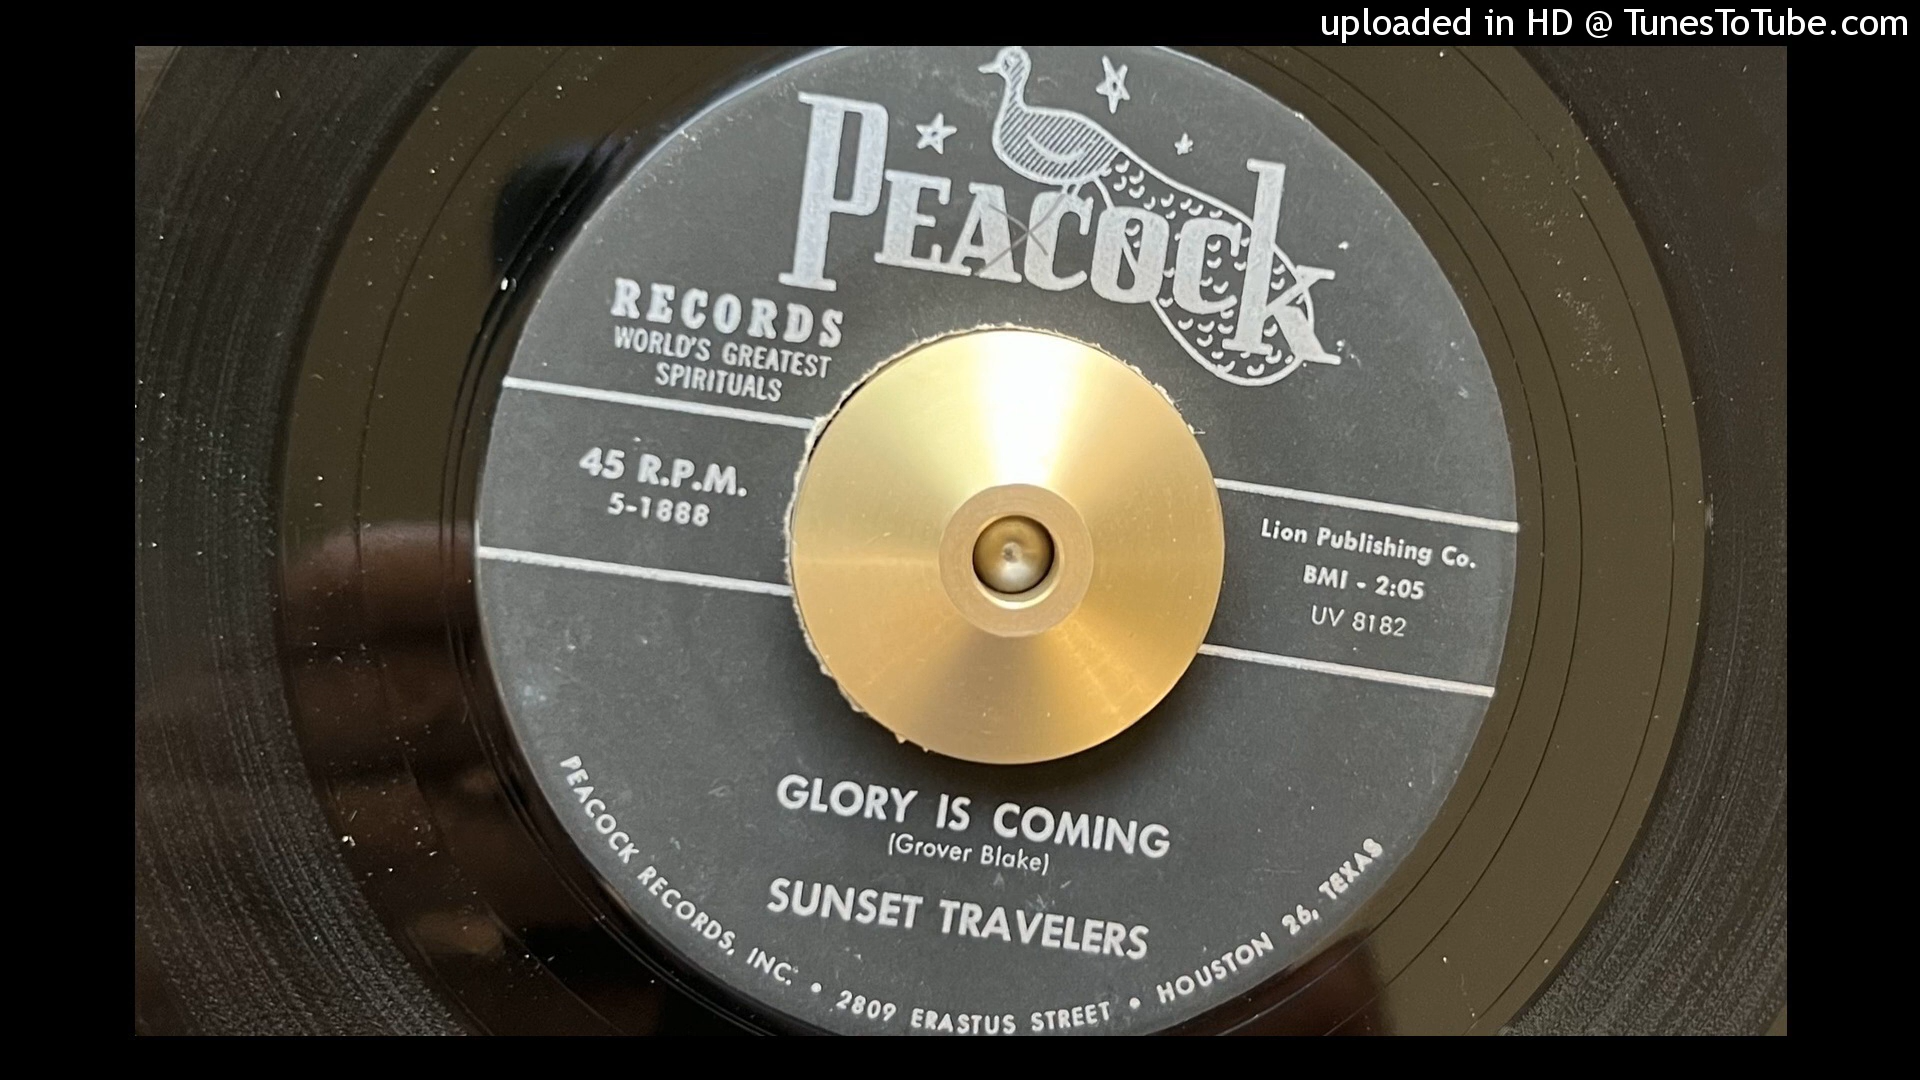 uploaded in HD @ TunesToTube.com
PEACOCK
RECORDS
WORLD'S GREATEST
SPIRITUALS
45 R.P.M.
5-1888
Lion Publishing Co.
BMI - 2:05
UV 8182
GLORY IS COMING
(Grover Blake)
SUNSET TRAVELERS
PEACOCK RECORDS, INC. • 2809 ERASTUS STREET • HOUSTON 26, TEXAS